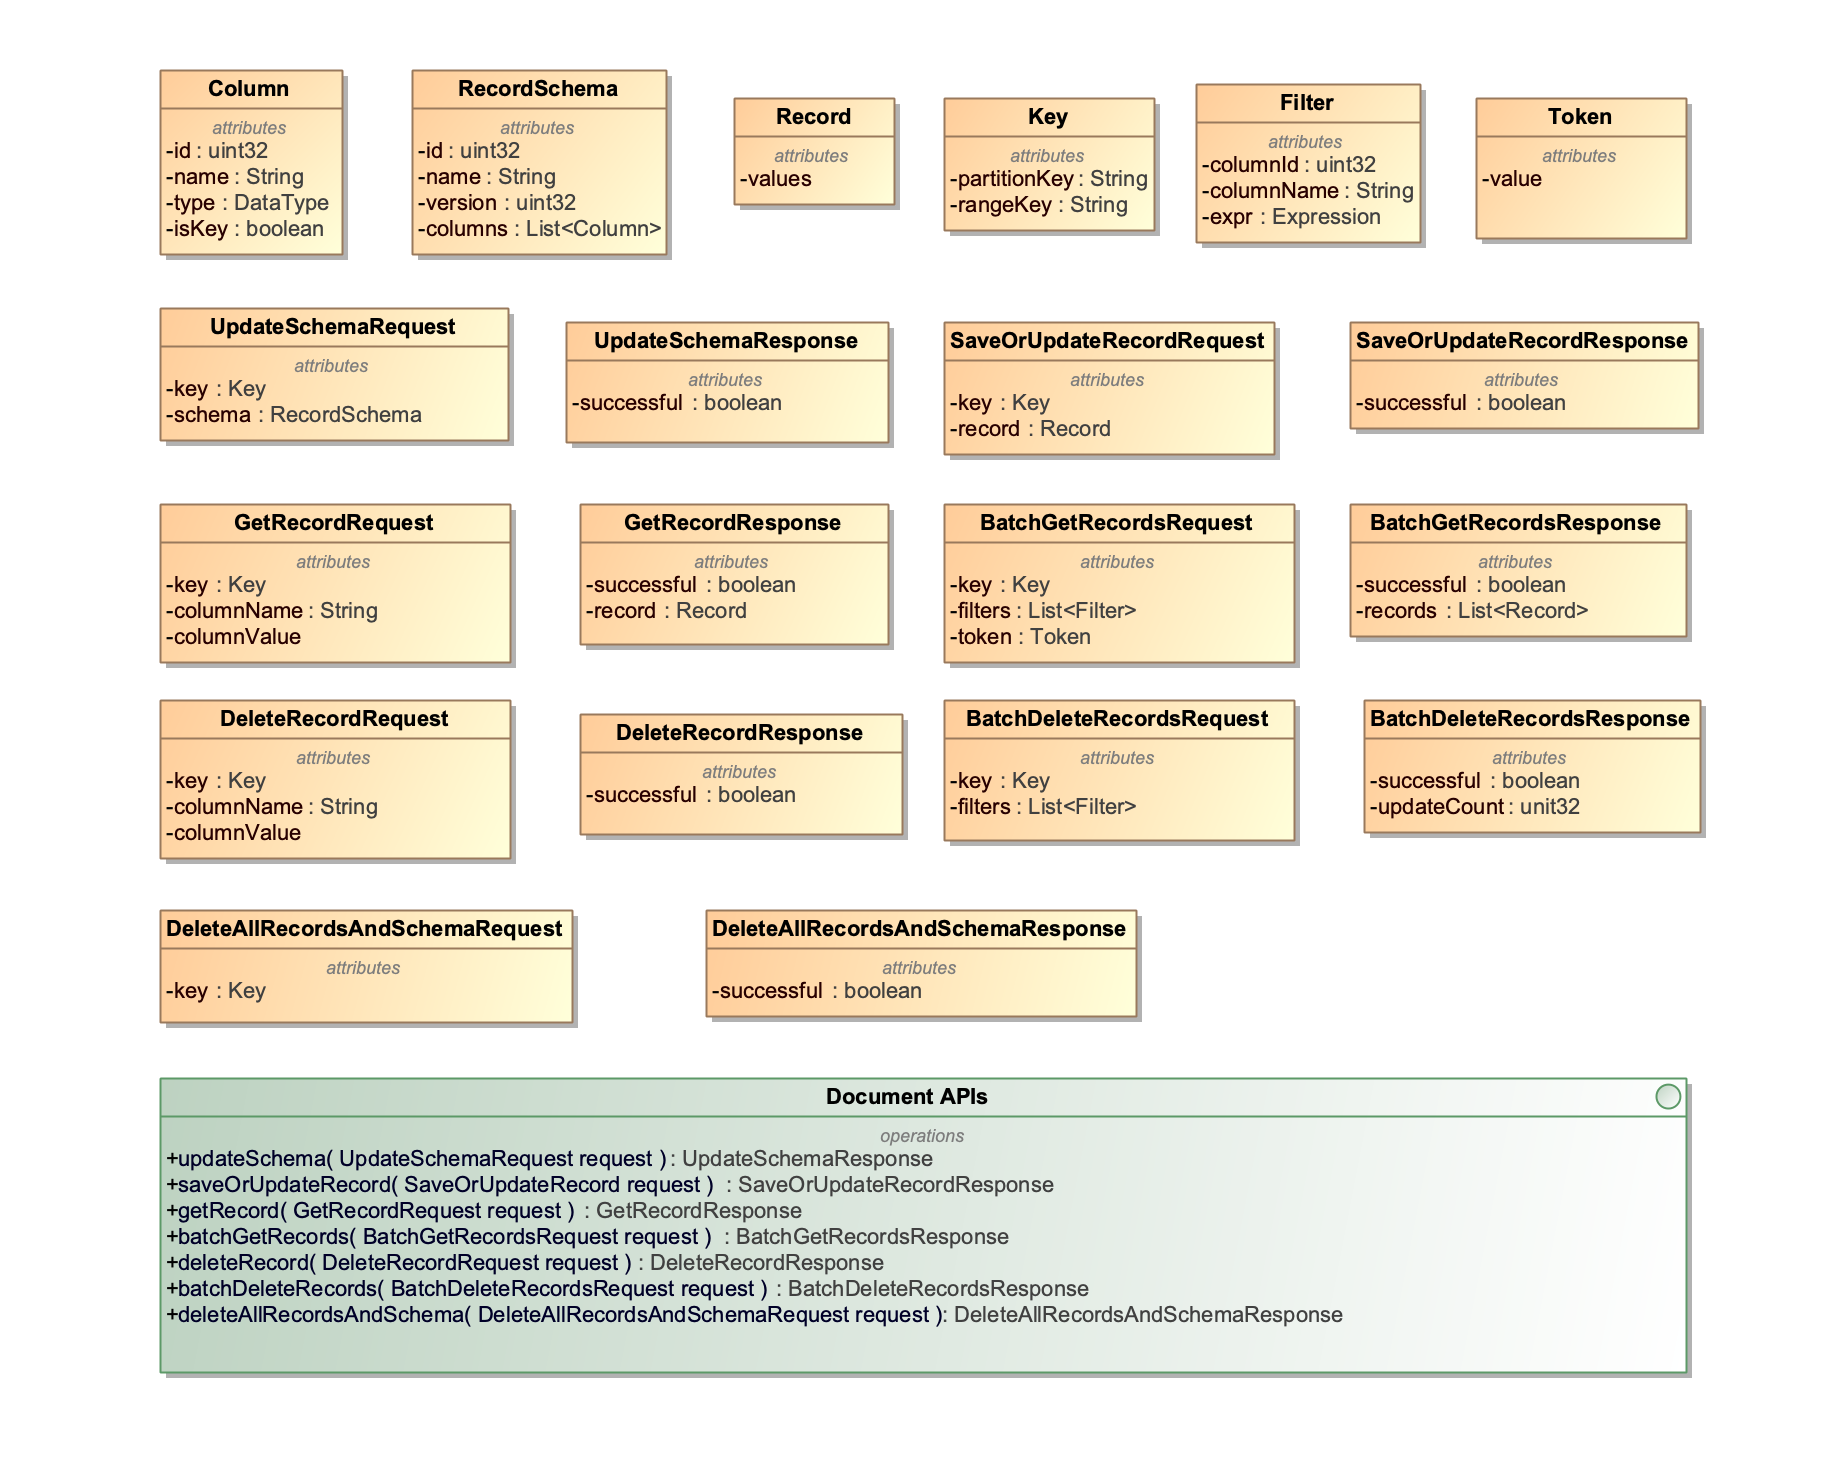 Column
attributes
-id : uint32
-name : String
-type : DataType
-isKey : boolean
RecordSchema
attributes
-id : uint32
-name : String
-version : uint32
-columns : List<Column>
Record
attributes
-values
Key
attributes
-partitionKey : String
-rangeKey : String
Filter
attributes
-columnId : uint32
-columnName : String
-expr : Expression
Token
attributes
-value
UpdateSchemaRequest
attributes
-key : Key
-schema : RecordSchema
UpdateSchemaResponse
attributes
-successful : boolean
SaveOrUpdateRecordRequest
attributes
-key : Key
-record : Record
SaveOrUpdateRecordResponse
attributes
-successful : boolean
GetRecordRequest
attributes
-key : Key
-columnName : String
-columnValue
GetRecordResponse
attributes
-successful : boolean
-record : Record
BatchGetRecordsRequest
attributes
-key : Key
-filters : List<Filter>
-token : Token
BatchGetRecordsResponse
attributes
-successful : boolean
-records : List<Record>
DeleteRecordRequest
attributes
-key : Key
-columnName : String
-columnValue
DeleteRecordResponse
attributes
-successful : boolean
BatchDeleteRecordsRequest
attributes
-key : Key
-filters : List<Filter>
BatchDeleteRecordsResponse
attributes
-successful : boolean
-updateCount : unit32
DeleteAllRecordsAndSchemaRequest
attributes
-key : Key
DeleteAllRecordsAndSchemaResponse
attributes
-successful : boolean
Document APIs
operations
+updateSchema( UpdateSchemaRequest request ) : UpdateSchemaResponse
+saveOrUpdateRecord( SaveOrUpdateRecord request ) : SaveOrUpdateRecordResponse
+getRecord( GetRecordRequest request ) : GetRecordResponse
+batchGetRecords( BatchGetRecordsRequest request ) : BatchGetRecordsResponse
+deleteRecord( DeleteRecordRequest request ) : DeleteRecordResponse
+batchDeleteRecords( BatchDeleteRecordsRequest request ) : BatchDeleteRecordsResponse
+deleteAllRecordsAndSchema( DeleteAllRecordsAndSchemaRequest request ): DeleteAllRecordsAndSchemaResponse